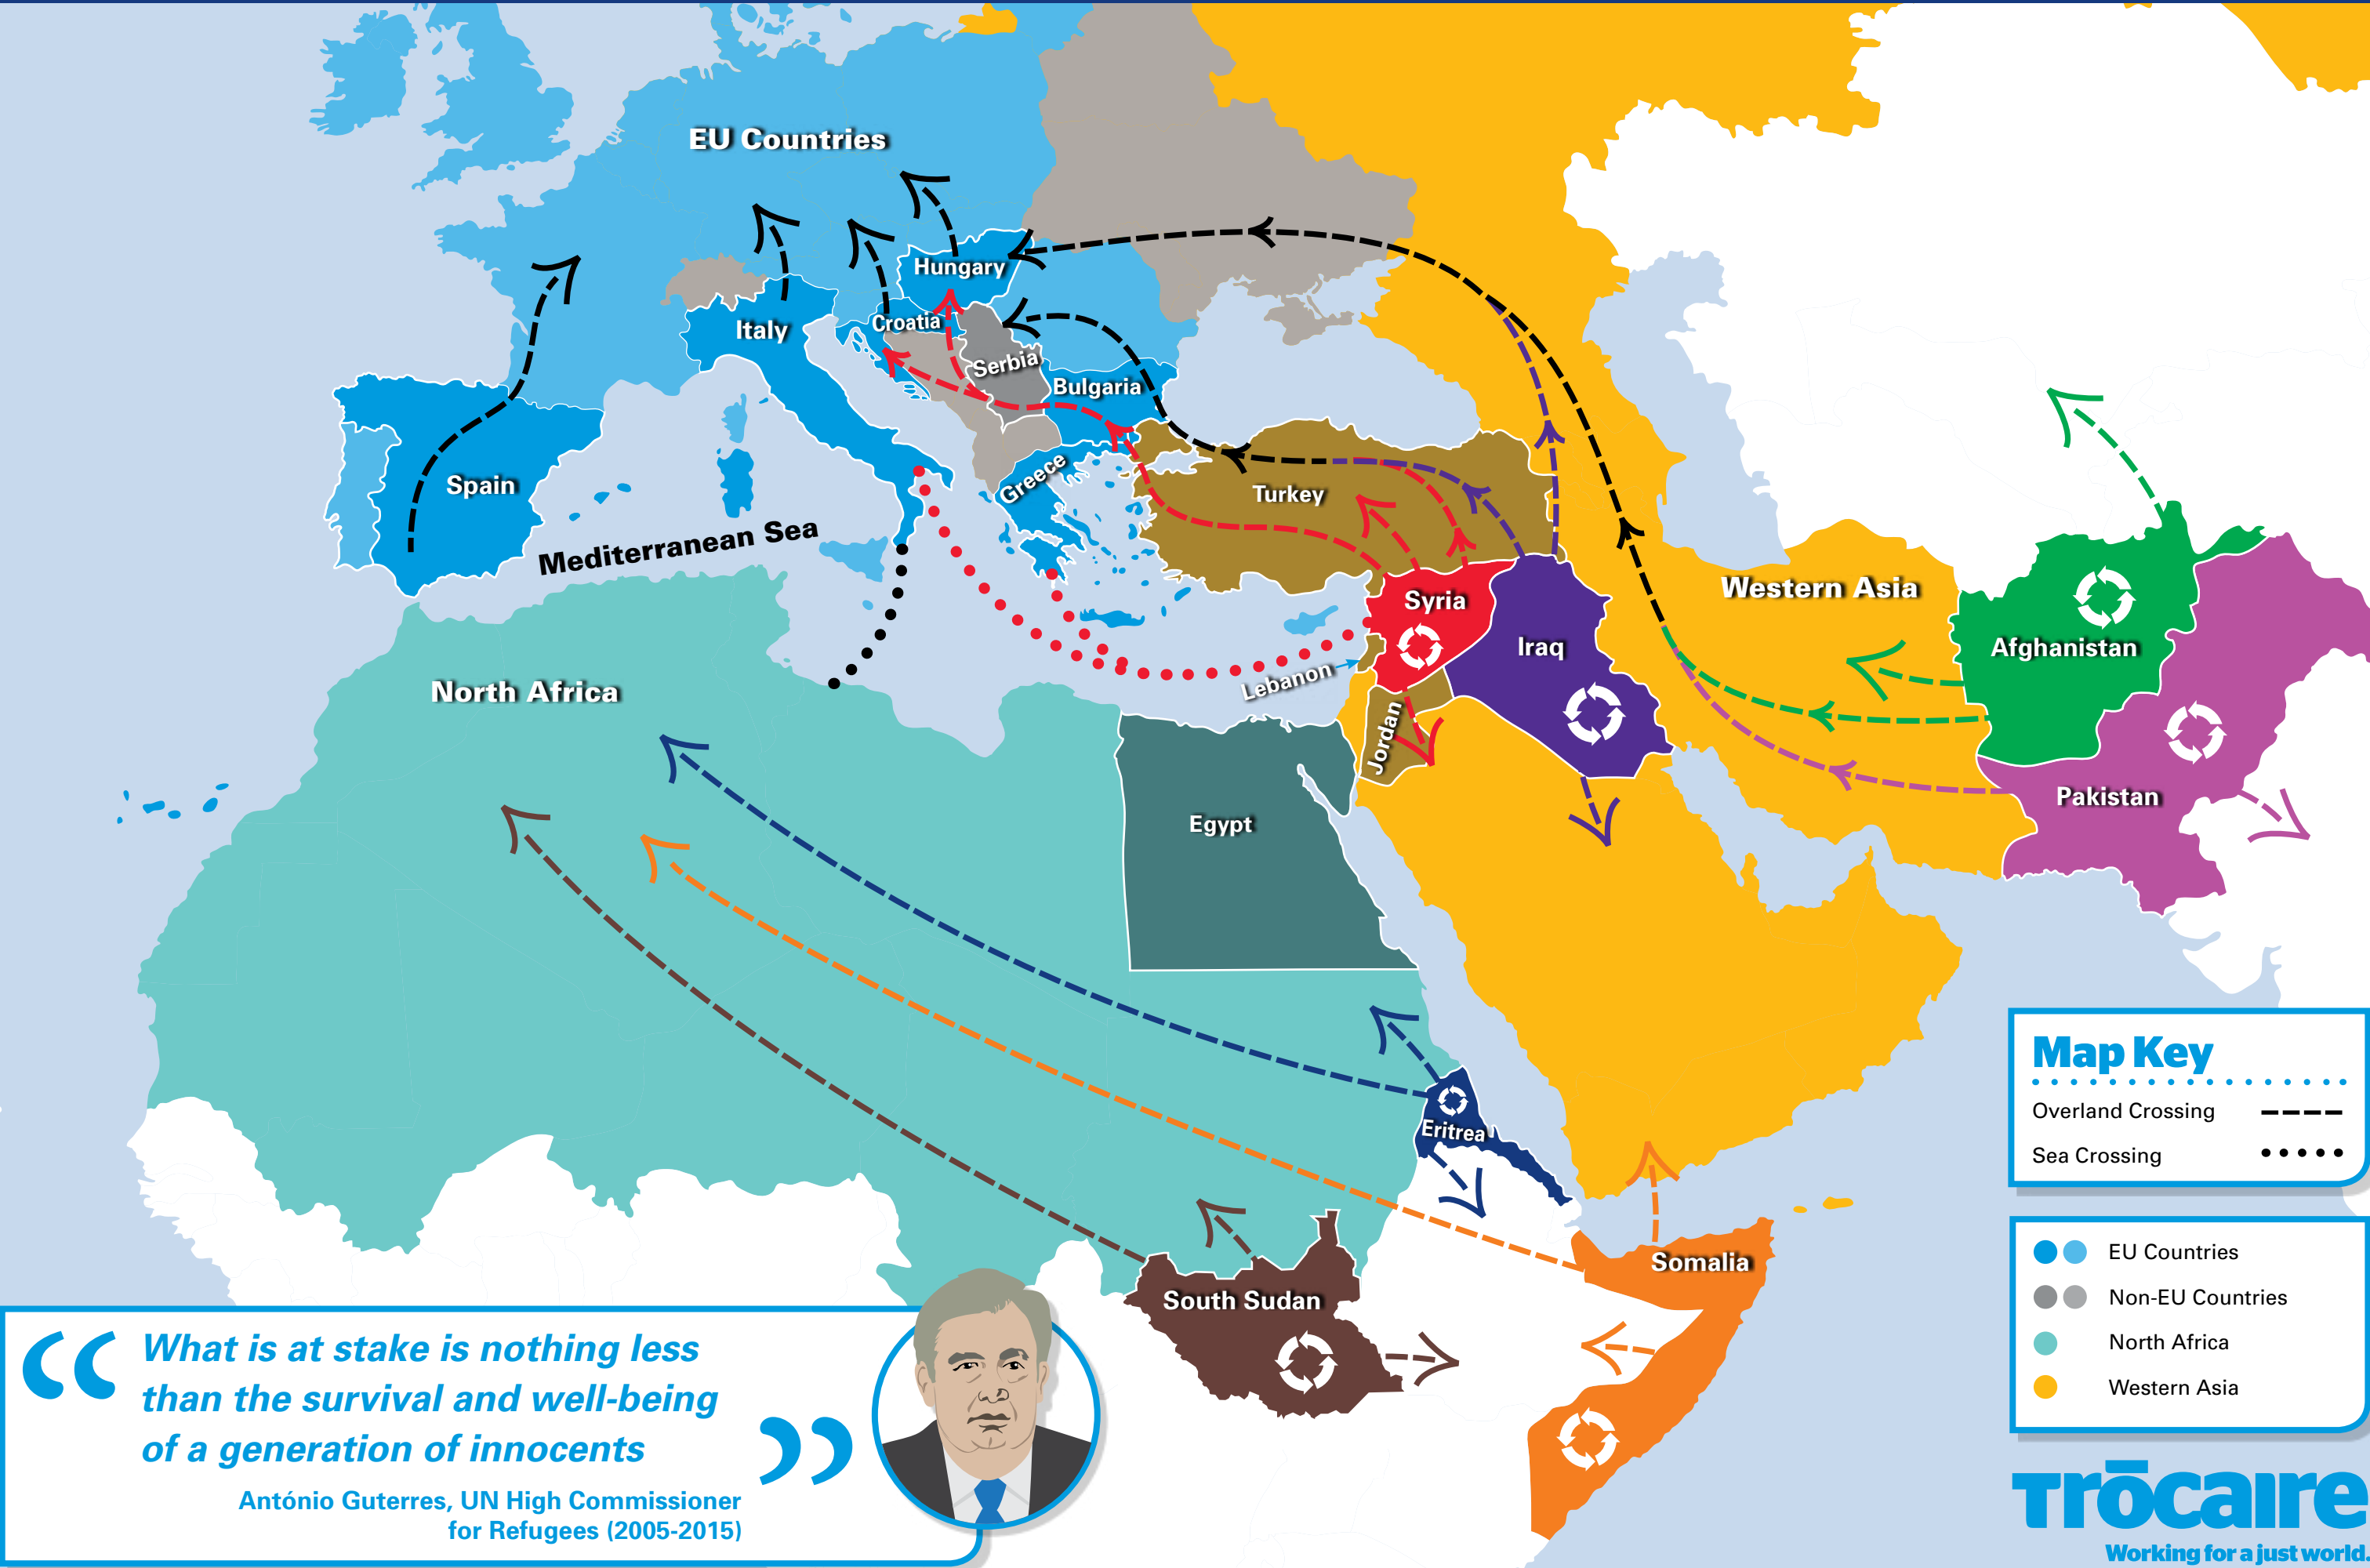 EU Countries
Hungary
Italy
Croatia
Serbia
Bulgaria
Spain
Greece
Turkey
Mediterranean Sea
Syria
Western Asia
Iraq
Afghanistan
Lebanon
North Africa
Jordan
Pakistan
Egypt
Eritrea
Somalia
South Sudan
Map Key
Overland Crossing
Sea Crossing
EU Countries
Non-EU Countries
North Africa
Western Asia
“ What is at stake is nothing less
than the survival and well-being
of a generation of innocents ”
António Guterres, UN High Commissioner
for Refugees (2005-2015)
Trōcaire
Working for a just world.